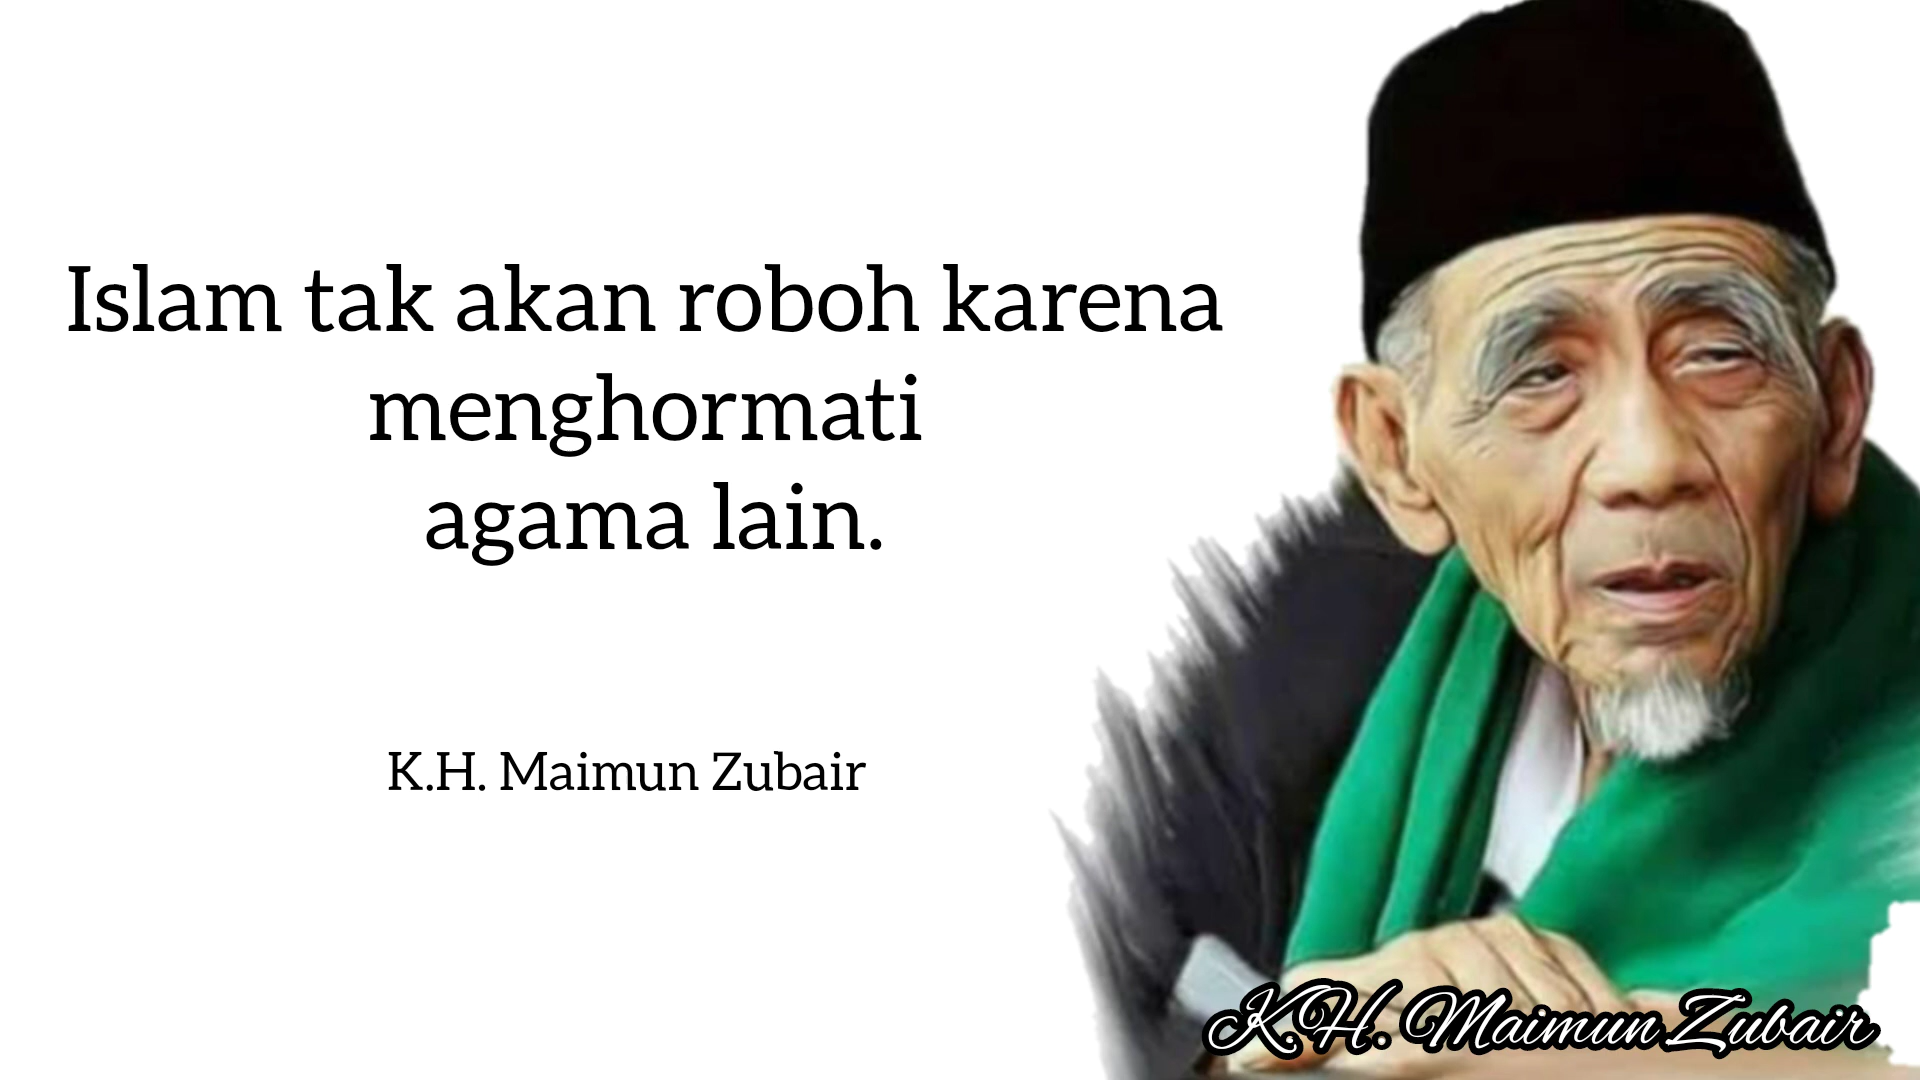 Islam tak akan roboh karena
menghormati
agama lain.
K.H. Maimun Zubair
K.H. Maimun Zubair